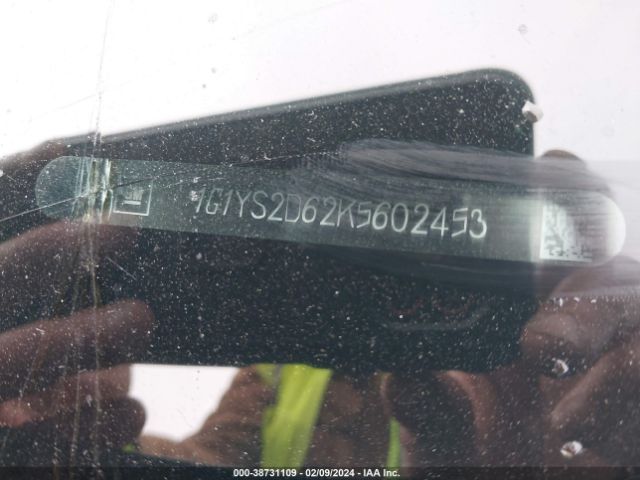 1G1YS2D62K5602453
000-38731109 - 02/09/2024 - IAA Inc.